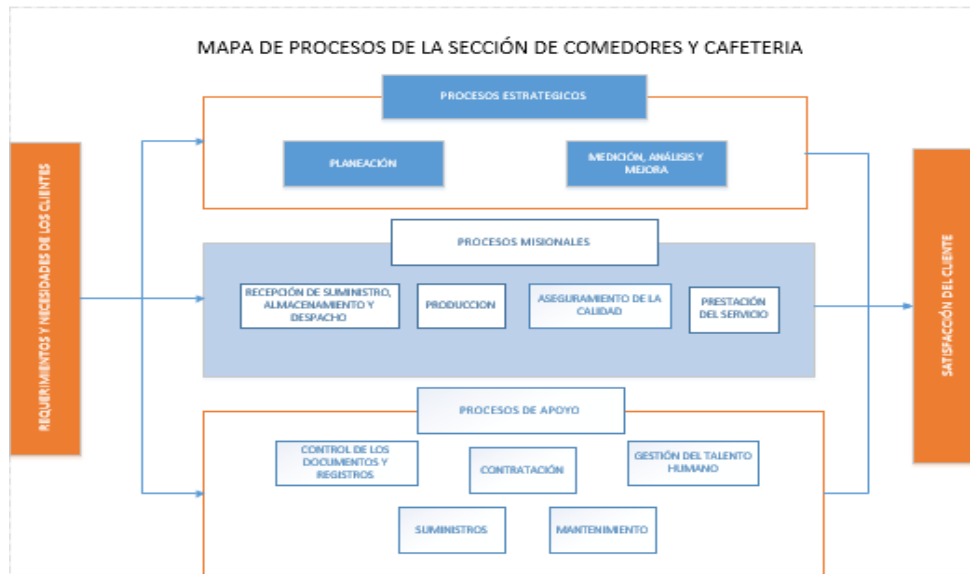 MAPA DE PROCESOS DE LA SECCIÓN DE COMEDORES Y CAFETERIA
PROCESOS ESTRATEGICOS
PLANEACIÓN
MEDICIÓN, ANÁLISIS Y
MEJORA
REQUERIMIENTOS Y NECESIDADES DE LOS CLIENTES
PROCESOS MISIONALES
RECEPCIÓN DE SUMINISTRO,
ALMACENAMIENTO Y
DESPACHO
PRODUCCION
ASEGURAMIENTO DE LA
CALIDAD
PRESTACIÓN
DEL SERVICIO
SATISFACCIÓN DEL CLIENTE
PROCESOS DE APOYO
CONTROL DE LOS
DOCUMENTOS Y
REGISTROS
CONTRATACIÓN
GESTIÓN DEL TALENTO
HUMANO
SUMINISTROS
MANTENIMIENTO